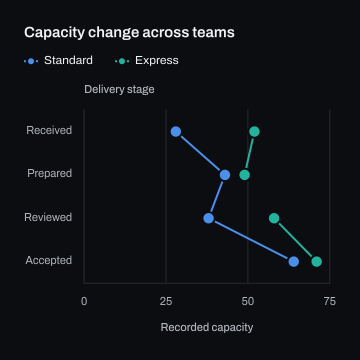 Capacity change across teams
Standard Express
Delivery stage
Received
Prepared
Reviewed
Accepted
0 25 50 75
Recorded capacity